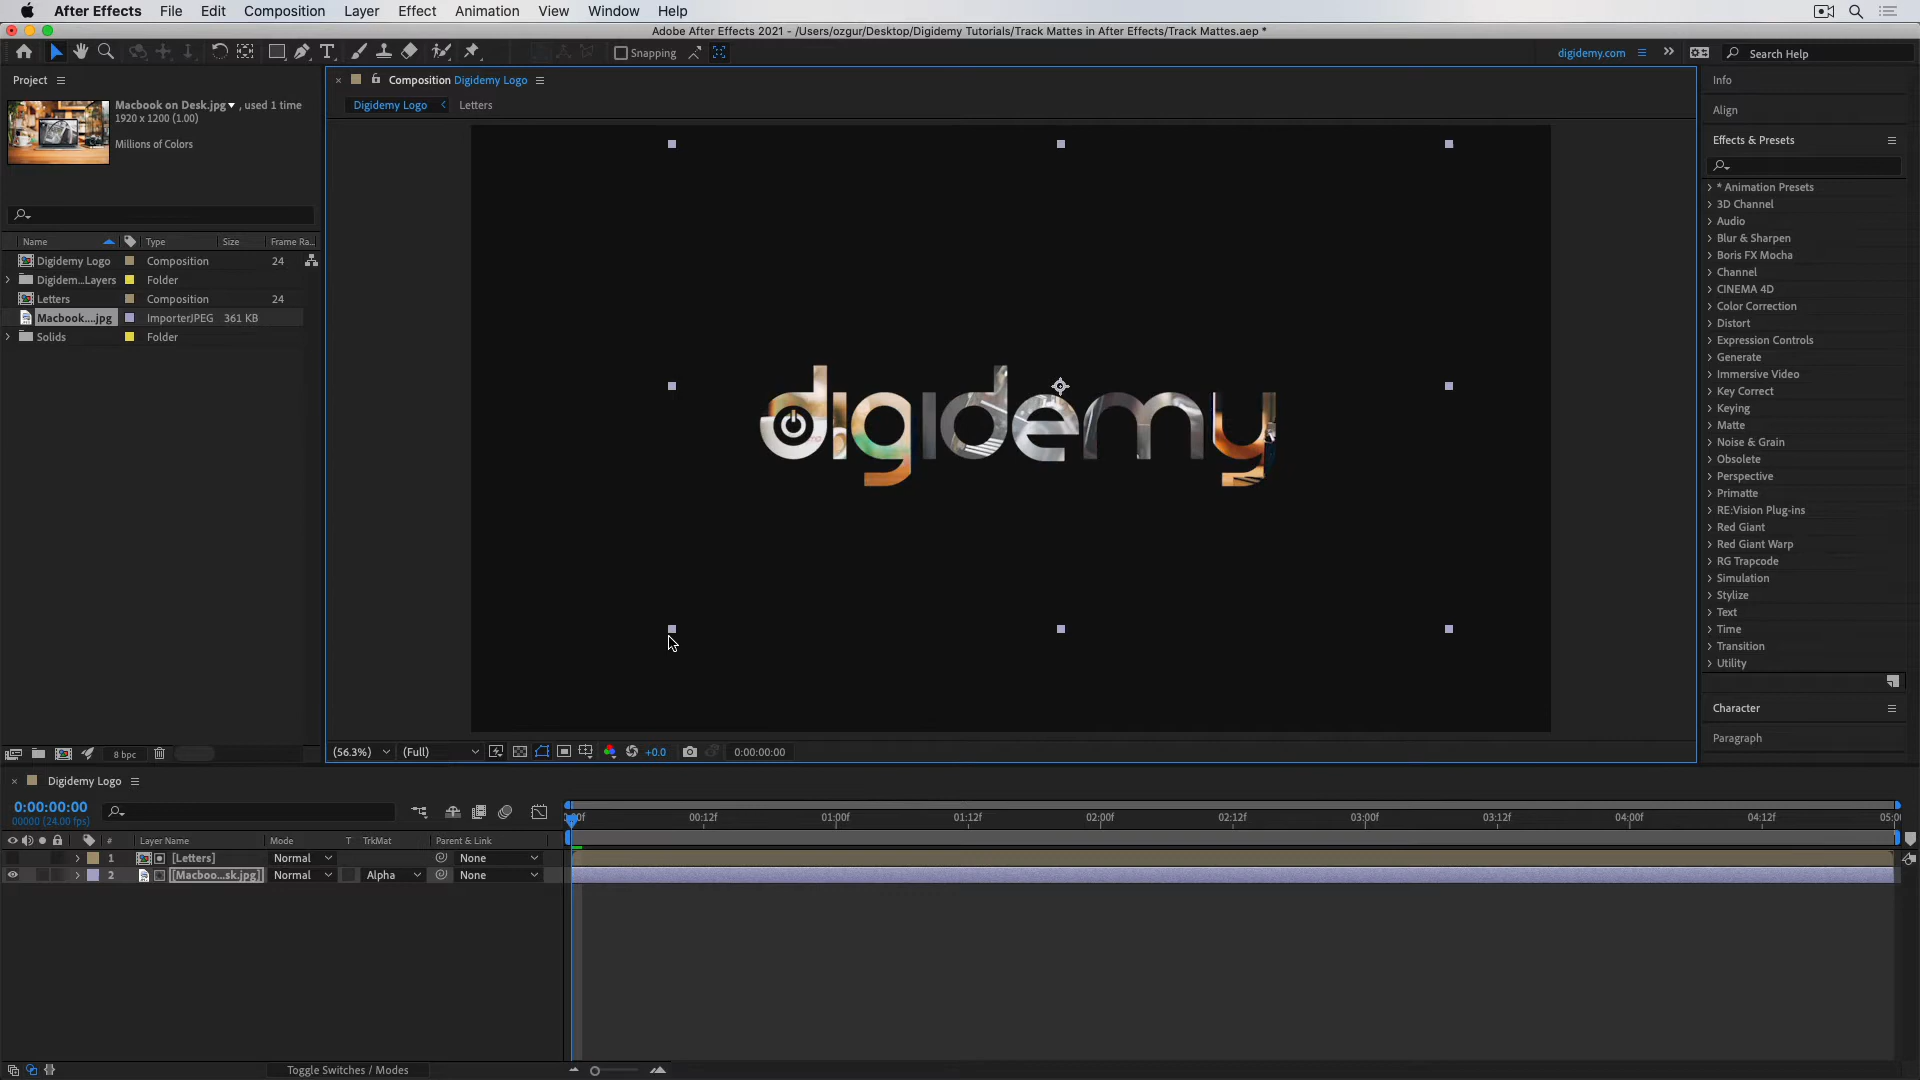 After Effects File Edit Composition Layer Effect Animation View Window Help
Adobe After Effects 2021 - /Users/ozgur/Desktop/Digidemy Tutorials/Track Mattes in After Effects/Track Mattes.aep *
Snapping digidemy.com Search Help
Project
Macbook on Desk.jpg , used 1 time
1920 x 1200 (1.00)
Millions of Colors
Name Type Size Frame Ra...
Digidemy Logo Composition 24
Digidem...Layers Folder
Letters Composition 24
Macbook....jpg ImporterJPEG 361 KB
Solids Folder
8 bpc
Composition Digidemy Logo
Digidemy Logo Letters
digidemy
(56.3%) (Full) +0.0 0:00:00:00
Info
Align
Effects & Presets
* Animation Presets
3D Channel
Audio
Blur & Sharpen
Boris FX Mocha
Channel
CINEMA 4D
Color Correction
Distort
Expression Controls
Generate
Immersive Video
Key Correct
Keying
Matte
Noise & Grain
Obsolete
Perspective
Primatte
RE:Vision Plug-ins
Red Giant
Red Giant Warp
RG Trapcode
Simulation
Stylize
Text
Time
Transition
Utility
Character
Paragraph
Digidemy Logo
0:00:00:00
00000 (24.00 fps)
00:12f 01:00f 01:12f 02:00f 02:12f 03:00f 03:12f 04:00f 04:12f
# Layer Name Mode T TrkMat Parent & Link
1 [Letters] Normal None
2 [Macboo...sk.jpg] Normal Alpha None
Toggle Switches / Modes